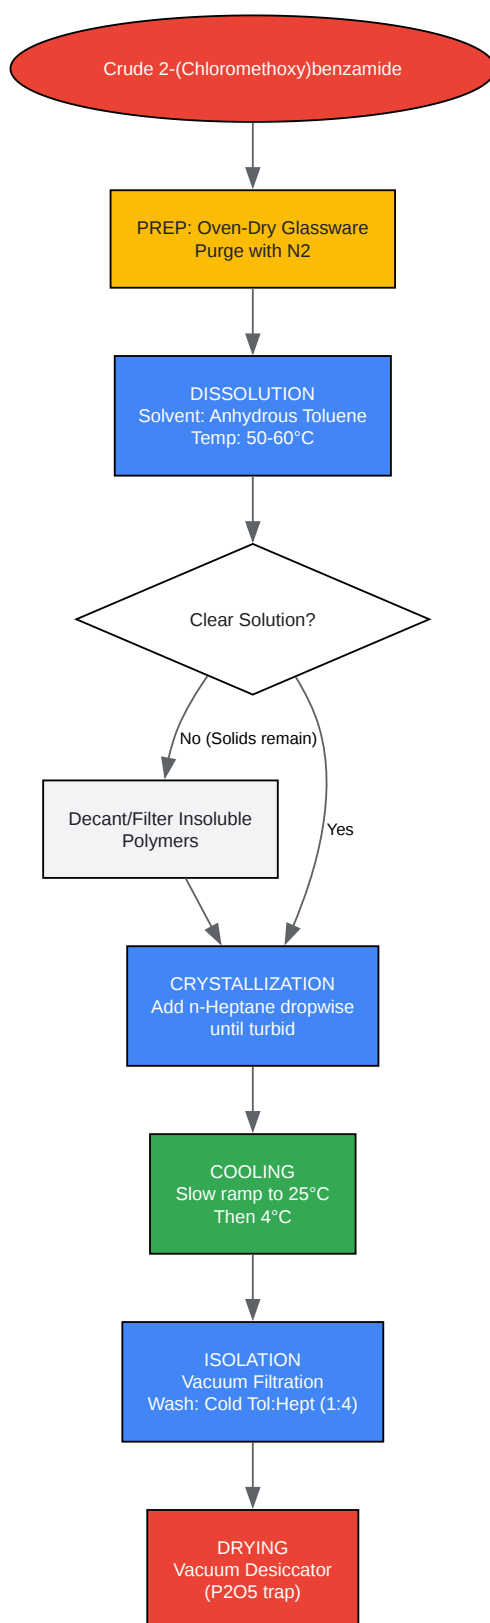 Crude 2-(Chloromethoxy)benzamide
PREP: Oven-Dry Glassware
Purge with N2
DISSOLUTION
Solvent: Anhydrous Toluene
Temp: 50-60°C
Clear Solution?
No (Solids remain)
Decant/Filter Insoluble
Polymers
Yes
CRYSTALLIZATION
Add n-Heptane dropwise
until turbid
COOLING
Slow ramp to 25°C
Then 4°C
ISOLATION
Vacuum Filtration
Wash: Cold Tol:Hept (1:4)
DRYING
Vacuum Desiccator
(P2O5 trap)